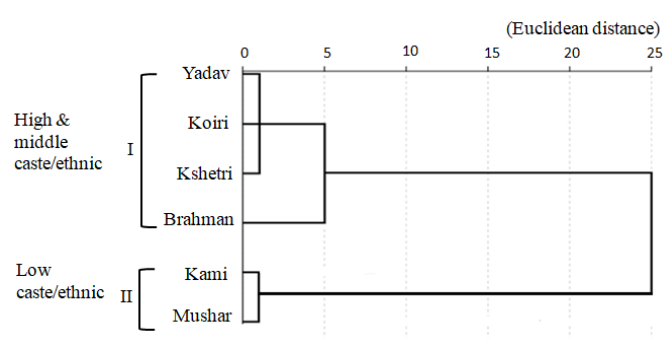 (Euclidean distance)
0 5 10 15 20 25
Yadav
High &
middle
caste/ethnic
I
Koiri
Kshetri
Brahman
Low
caste/ethnic
II
Kami
Mushar